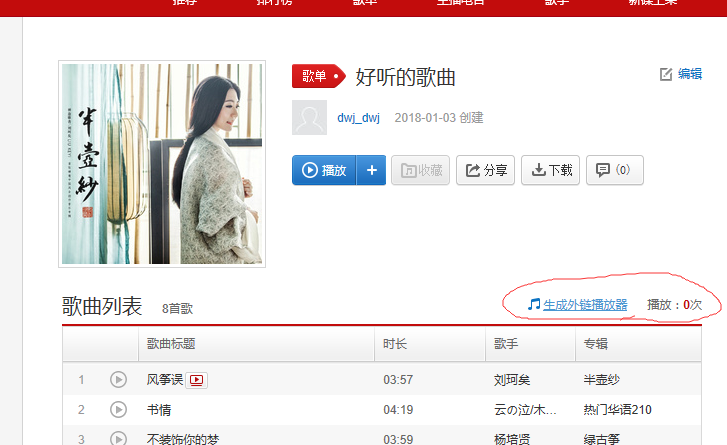 推荐 排行榜 歌单 主播电台 歌手 新碟上架
半壶纱
歌单 好听的歌曲 编辑
dwj_dwj 2018-01-03 创建
播放 + 收藏 分享 下载 (0)
歌曲列表 8首歌 生成外链播放器 播放：0次
歌曲标题 时长 歌手 专辑
1 风筝误 03:57 刘珂矣 半壶纱
2 书情 04:19 云の泣/木... 热门华语210
3 不装饰你的梦 03:59 杨培贤 绿古筝